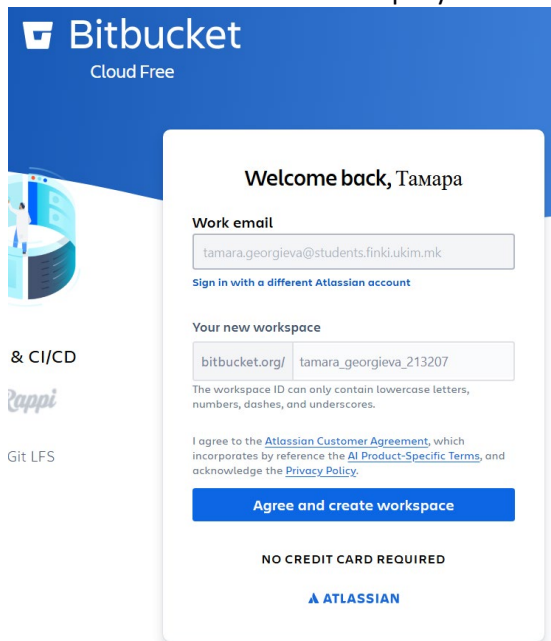 Bitbucket
Cloud Free
Welcome back, Тамара
Work email
tamara.georgieva@students.finki.ukim.mk
Sign in with a different Atlassian account
Your new workspace
bitbucket.org/ tamara_georgieva_213207
The workspace ID can only contain lowercase letters,
numbers, dashes, and underscores.
& CI/CD
Rappi
Git LFS
I agree to the Atlassian Customer Agreement, which
incorporates by reference the AI Product-Specific Terms, and
acknowledge the Privacy Policy.
Agree and create workspace
NO CREDIT CARD REQUIRED
ATLASSIAN